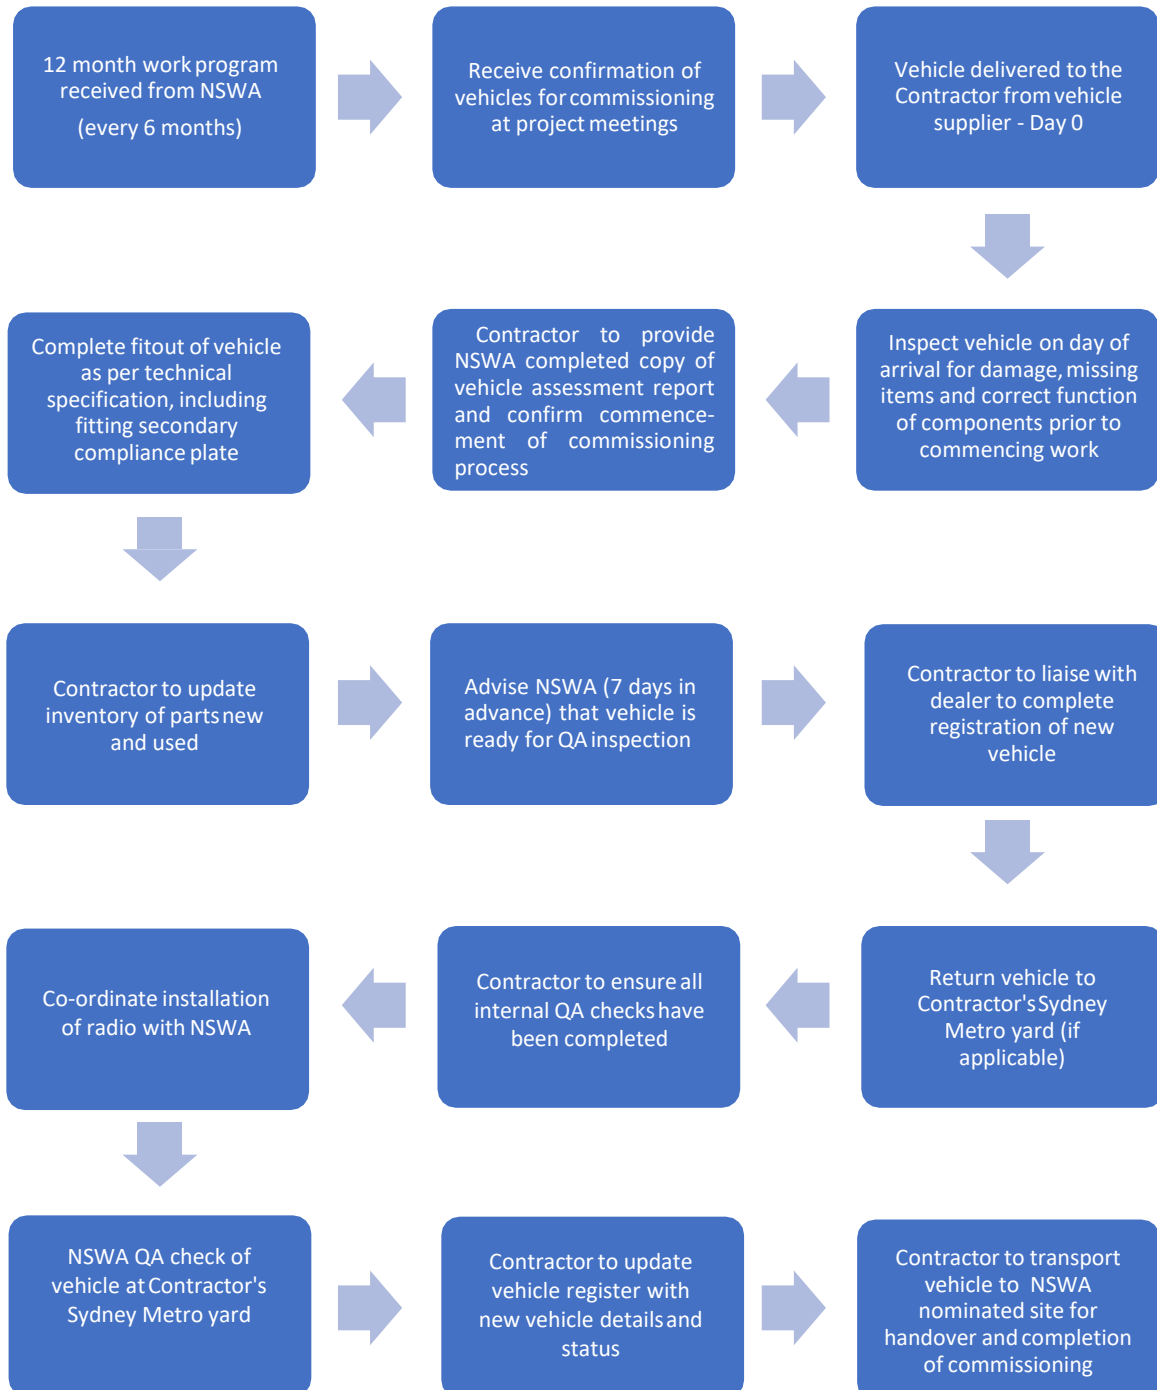 12 month work program
received from NSWA
(every 6 months)
Receive confirmation of
vehicles for commissioning
at project meetings
Vehicle delivered to the
Contractor from vehicle
supplier - Day 0
Inspect vehicle on day of
arrival for damage, missing
items and correct function
of components prior to
commencing work
Contractor to provide
NSWA completed copy of
vehicle assessment report
and confirm commence-
ment of commissioning
process
Complete fitout of vehicle
as per technical
specification, including
fitting secondary
compliance plate
Contractor to update
inventory of parts new
and used
Advise NSWA (7 days in
advance) that vehicle is
ready for QA inspection
Contractor to liaise with
dealer to complete
registration of new
vehicle
Return vehicle to
Contractor's Sydney
Metro yard (if
applicable)
Contractor to ensure all
internal QA checks have
been completed
Co-ordinate installation
of radio with NSWA
NSWA QA check of
vehicle at Contractor's
Sydney Metro yard
Contractor to update
vehicle register with
new vehicle details and
status
Contractor to transport
vehicle to NSWA
nominated site for
handover and completion
of commissioning